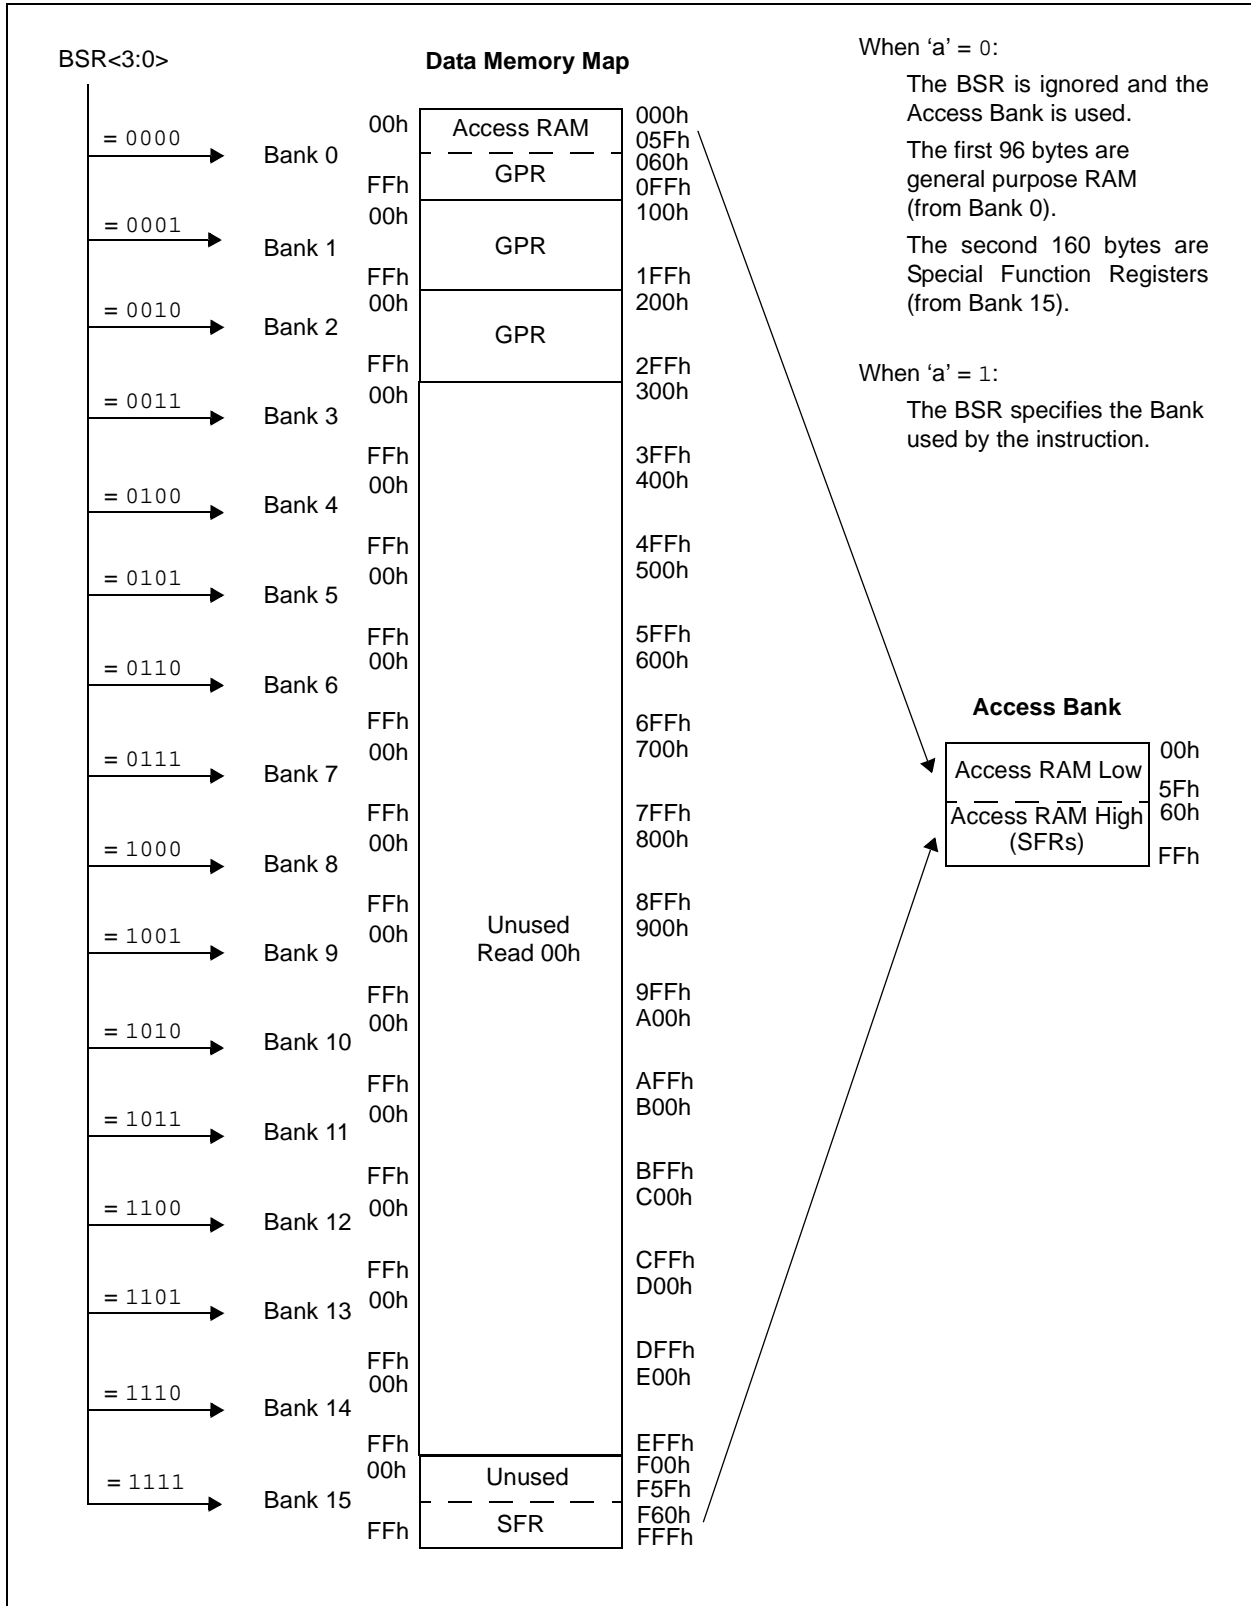 BSR<3:0>
Data Memory Map
When ‘a’ = 0:
The BSR is ignored and the
Access Bank is used.
The first 96 bytes are
general purpose RAM
(from Bank 0).
The second 160 bytes are
Special Function Registers
(from Bank 15).
When ‘a’ = 1:
The BSR specifies the Bank
used by the instruction.
= 0000
Bank 0
00h
FFh
Access RAM
GPR
000h
05Fh
060h
0FFh
= 0001
Bank 1
00h
FFh
GPR
100h
1FFh
= 0010
Bank 2
00h
FFh
GPR
200h
2FFh
= 0011
Bank 3
00h
FFh
300h
3FFh
= 0100
Bank 4
00h
FFh
400h
4FFh
= 0101
Bank 5
00h
FFh
500h
5FFh
= 0110
Bank 6
00h
FFh
600h
6FFh
= 0111
Bank 7
00h
FFh
700h
7FFh
= 1000
Bank 8
00h
FFh
800h
8FFh
= 1001
Bank 9
00h
FFh
Unused
Read 00h
900h
9FFh
= 1010
Bank 10
00h
FFh
A00h
AFFh
= 1011
Bank 11
00h
FFh
B00h
BFFh
= 1100
Bank 12
00h
FFh
C00h
CFFh
= 1101
Bank 13
00h
FFh
D00h
DFFh
= 1110
Bank 14
00h
FFh
E00h
EFFh
= 1111
Bank 15
00h
FFh
Unused
SFR
F00h
F5Fh
F60h
FFFh
Access Bank
Access RAM Low
Access RAM High
(SFRs)
00h
5Fh
60h
FFh